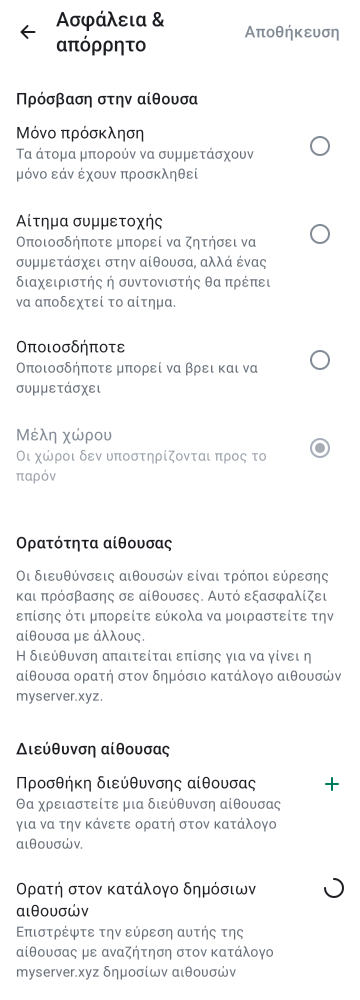 Ασφάλεια &
απόρρητο
Αποθήκευση
Πρόσβαση στην αίθουσα
Μόνο πρόσκληση
Τα άτομα μπορούν να συμμετάσχουν
μόνο εάν έχουν προσκληθεί
Αίτημα συμμετοχής
Οποιοσδήποτε μπορεί να ζητήσει να
συμμετάσχει στην αίθουσα, αλλά ένας
διαχειριστής ή συντονιστής θα πρέπει
να αποδεχτεί το αίτημα.
Οποιοσδήποτε
Οποιοσδήποτε μπορεί να βρει και να
συμμετάσχει
Μέλη χώρου
Οι χώροι δεν υποστηρίζονται προς το
παρόν
Ορατότητα αίθουσας
Οι διευθύνσεις αιθουσών είναι τρόποι εύρεσης
και πρόσβασης σε αίθουσες. Αυτό εξασφαλίζει
επίσης ότι μπορείτε εύκολα να μοιραστείτε την
αίθουσα με άλλους.
Η διεύθυνση απαιτείται επίσης για να γίνει η
αίθουσα ορατή στον δημόσιο κατάλογο αιθουσών
myserver.xyz.
Διεύθυνση αίθουσας
Προσθήκη διεύθυνσης αίθουσας
Θα χρειαστείτε μια διεύθυνση αίθουσας
για να την κάνετε ορατή στον κατάλογο
αιθουσών.
Ορατή στον κατάλογο δημόσιων
αιθουσών
Επιστρέψτε την εύρεση αυτής της
αίθουσας με αναζήτηση στον κατάλογο
myserver.xyz δημοσίων αιθουσών